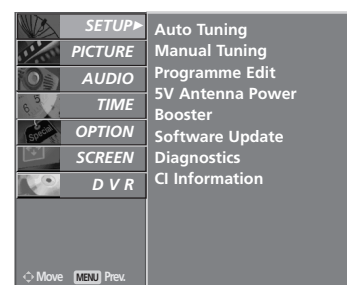 SETUP▶
PICTURE
AUDIO
TIME
OPTION
SCREEN
D V R
Auto Tuning
Manual Tuning
Programme Edit
5V Antenna Power
Booster
Software Update
Diagnostics
CI Information
Special
Move MENU Prev.